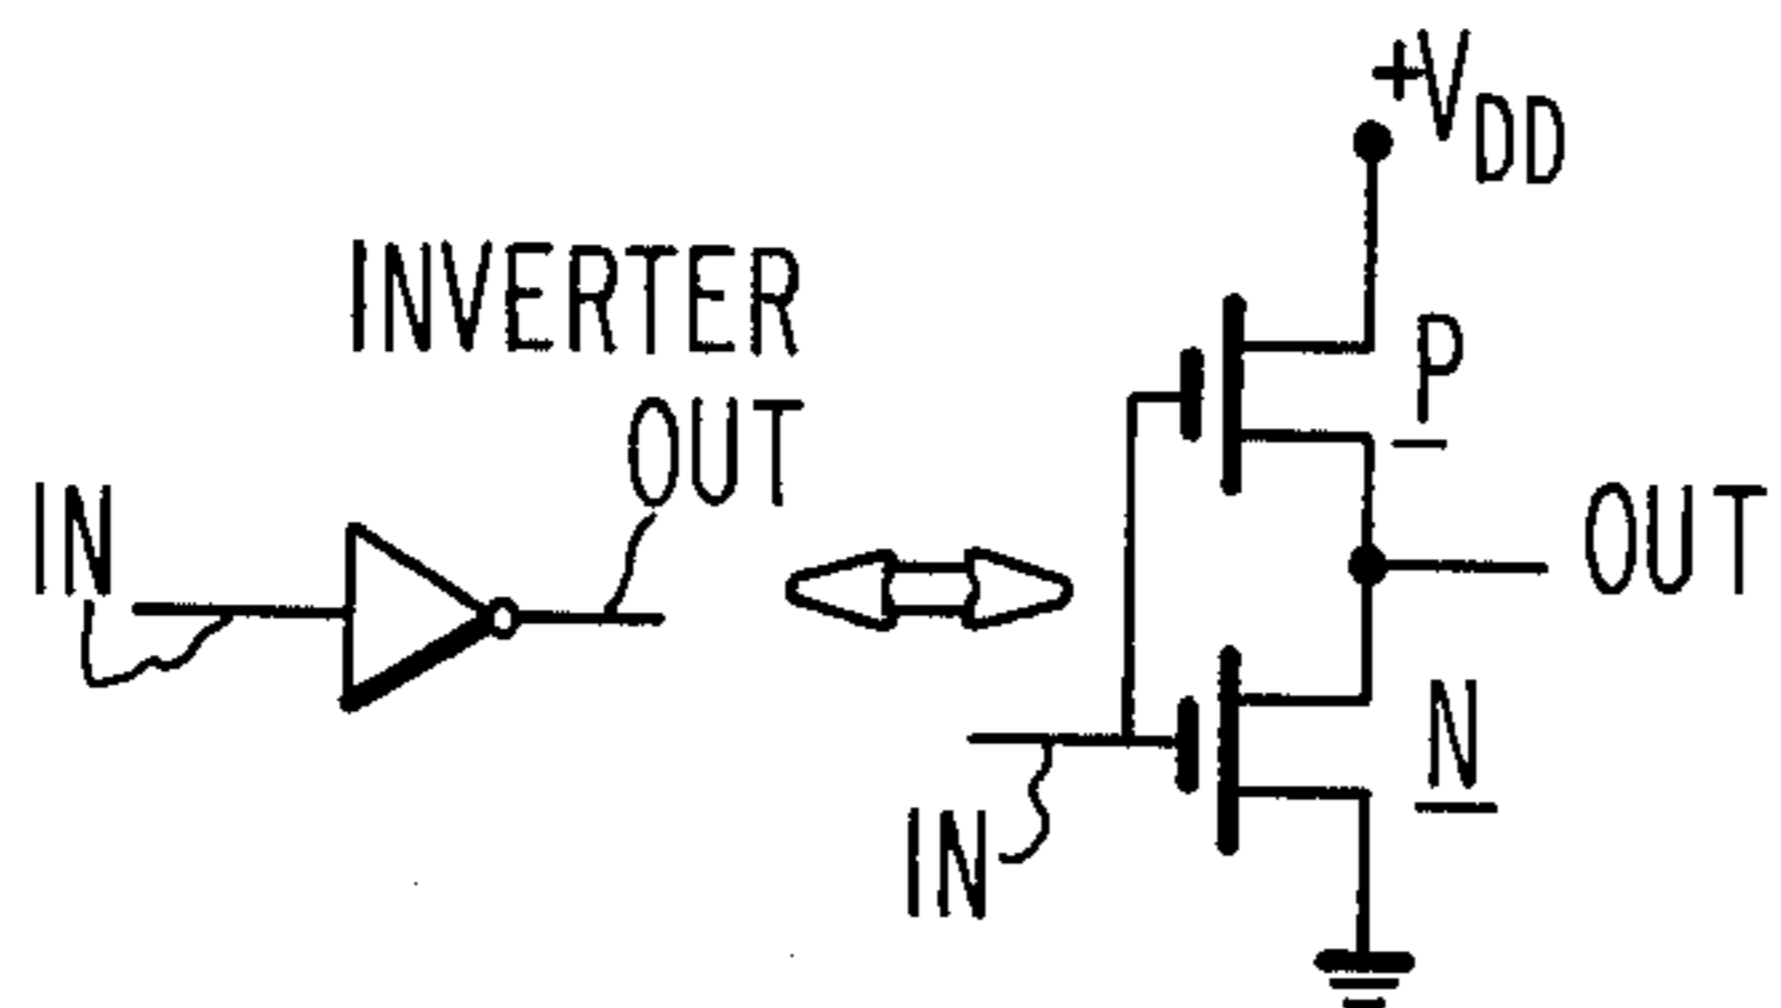 +VDD
INVERTER
P
OUT
IN
OUT
N
IN